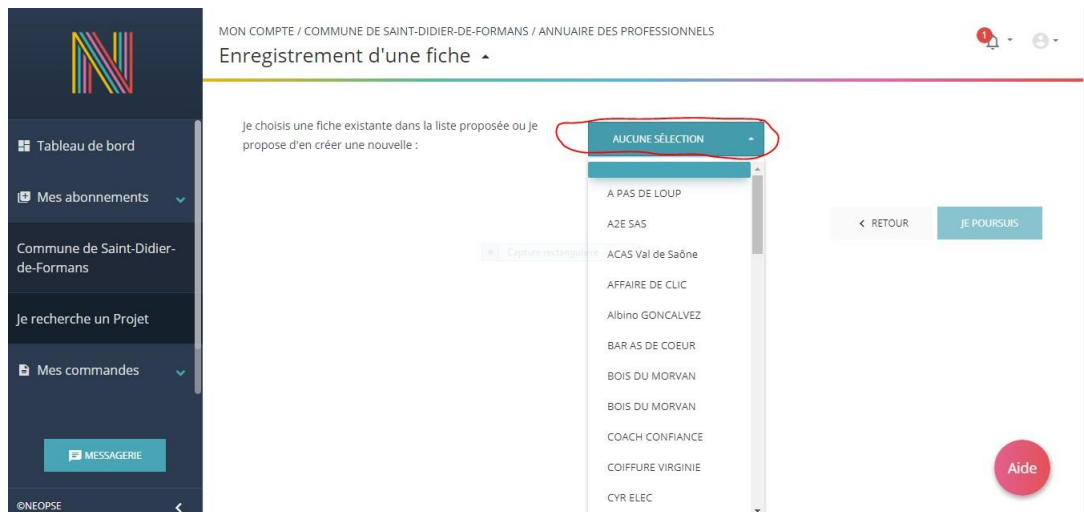 MON COMPTE / COMMUNE DE SAINT-DIDIER-DE-FORMANS / ANNUAIRE DES PROFESSIONNELS
Enregistrement d'une fiche
1
Tableau de bord
Mes abonnements
Commune de Saint-Didier-
de-Formans
Je recherche un Projet
Mes commandes
MESSAGERIE
©NEOPSE
Je choisis une fiche existante dans la liste proposée ou je
propose d'en créer une nouvelle :
AUCUNE SÉLECTION
A PAS DE LOUP
A2E SAS
Capture rectangulaire
ACAS Val de Saône
AFFAIRE DE CLIC
Albino GONCALVEZ
BAR AS DE COEUR
BOIS DU MORVAN
BOIS DU MORVAN
COACH CONFIANCE
COIFFURE VIRGINIE
CYR ELEC
RETOUR
JE POURSUIS
Aide